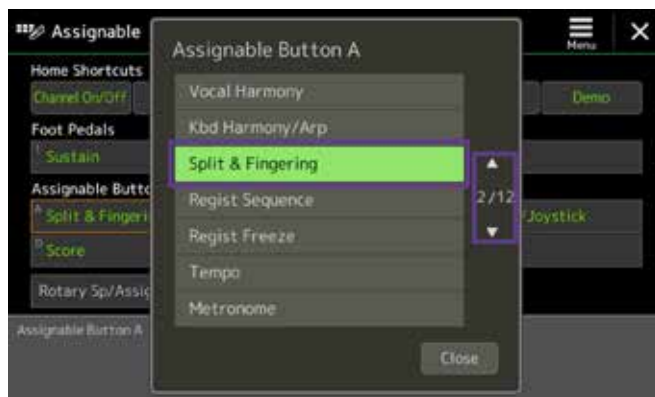 Assignable
Menu
Home Shortcuts
Channel On/Off
Demo
Foot Pedals
1 Sustain
Assignable Butto
A Split & Fingeri
/Joystick
D Score
Rotary Sp/Assig
Assignable Button A
Assignable Button A
Vocal Harmony
Kbd Harmony/Arp
Split & Fingering
Regist Sequence
Regist Freeze
Tempo
Metronome
2/12
Close